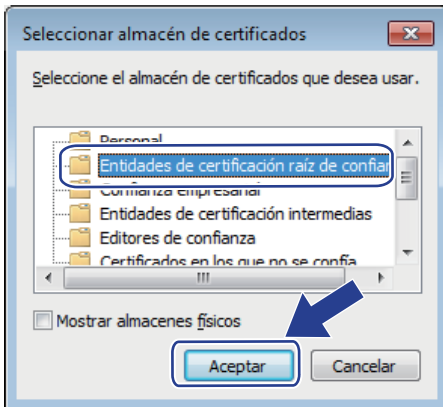 Seleccionar almacén de certificados
Seleccione el almacén de certificados que desea usar.
Personal
Entidades de certificación raíz de confiar
Confianza empresarial
Entidades de certificación intermedias
Editores de confianza
Certificados en los que no se confía
Mostrar almacenes físicos
Aceptar
Cancelar